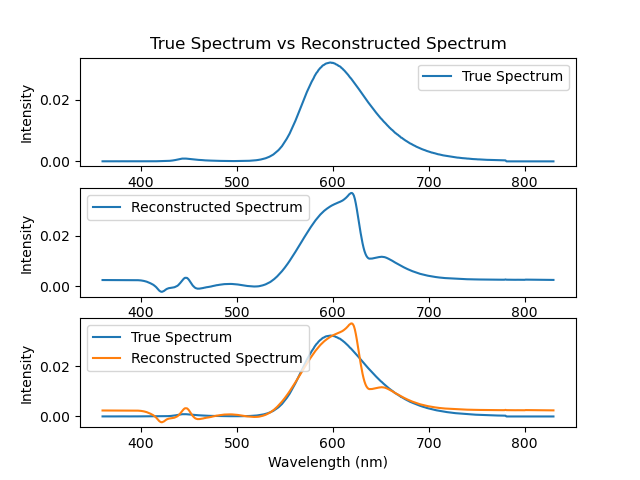 True Spectrum vs Reconstructed Spectrum
True Spectrum
0.02
0.00
Intensity
400 500 600 700 800
Reconstructed Spectrum
0.02
0.00
Intensity
400 500 600 700 800
True Spectrum
Reconstructed Spectrum
0.02
0.00
Intensity
400 500 600 700 800
Wavelength (nm)